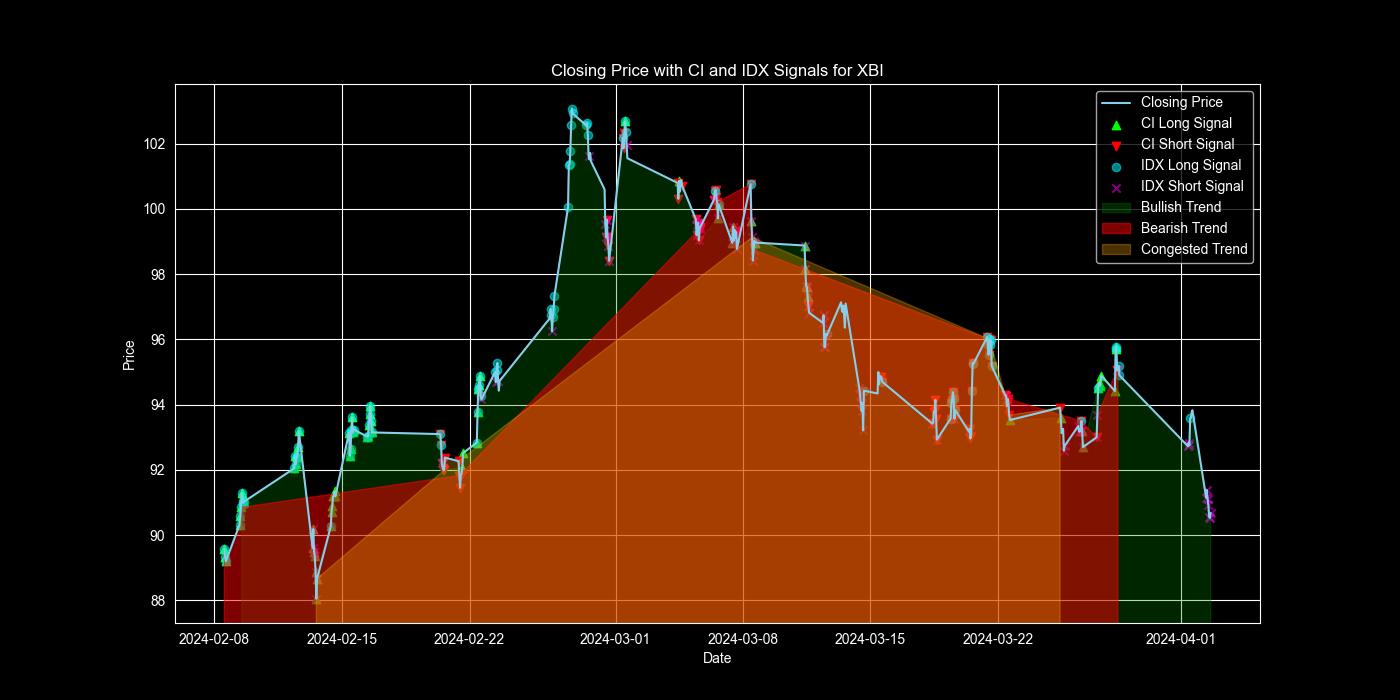 Closing Price with CI and IDX Signals for XBI
Closing Price
CI Long Signal
CI Short Signal
IDX Long Signal
IDX Short Signal
Bullish Trend
Bearish Trend
Congested Trend
Price
102
100
98
96
94
92
90
88
2024-02-08
2024-02-15
2024-02-22
2024-03-01
2024-03-08
2024-03-15
2024-03-22
2024-04-01
Date